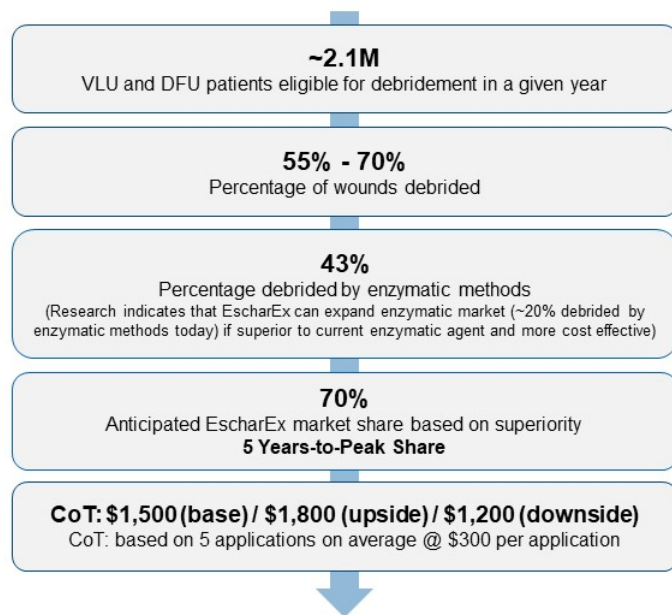 ~2.1M
VLU and DFU patients eligible for debridement in a given year
55% - 70%
Percentage of wounds debrided
43%
Percentage debrided by enzymatic methods
(Research indicates that EscharEx can expand enzymatic market (~20% debrided by
enzymatic methods today) if superior to current enzymatic agent and more cost effective)
70%
Anticipated EscharEx market share based on superiority
5 Years-to-Peak Share
CoT: $1,500 (base) / $1,800 (upside) / $1,200 (downside)
CoT: based on 5 applications on average @ $300 per application